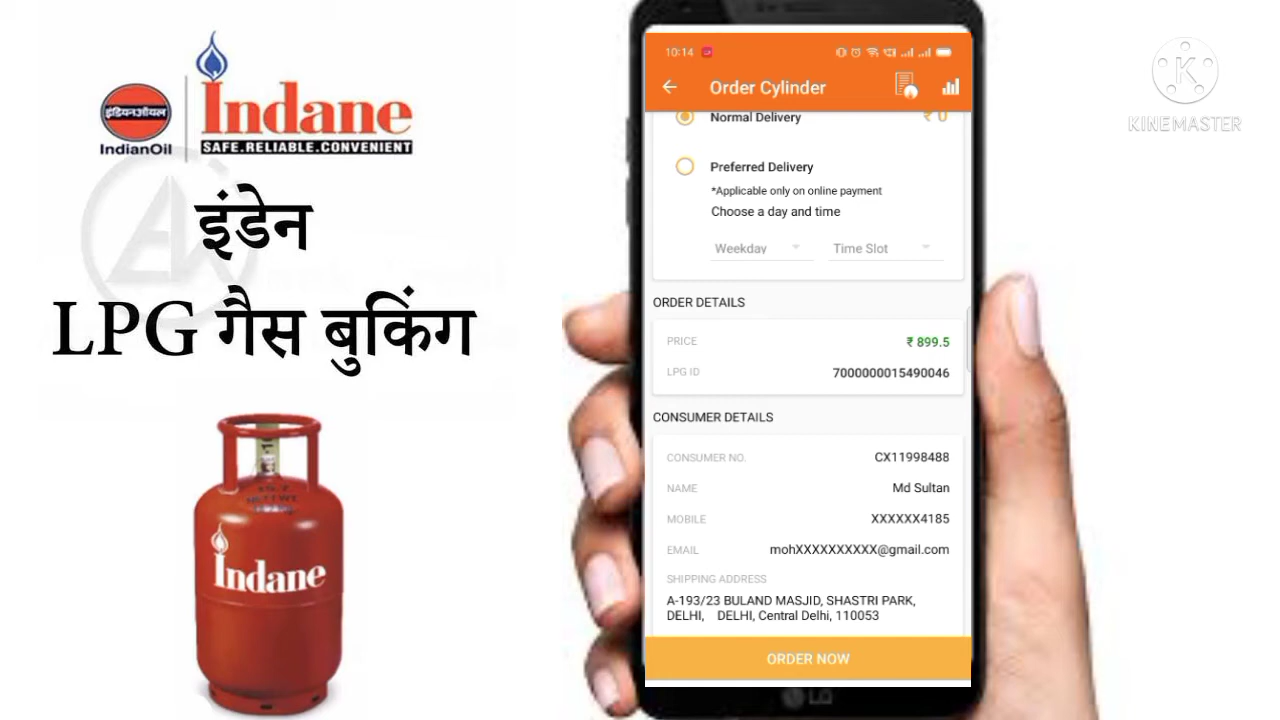 इंडियनऑयल
IndianOil
Indane
SAFE.RELIABLE.CONVENIENT
इंडेन
LPG गैस बुकिंग
Indane
10:14
Order Cylinder
Normal Delivery ₹ 0
Preferred Delivery
*Applicable only on online payment
Choose a day and time
Weekday Time Slot
ORDER DETAILS
PRICE ₹ 899.5
LPG ID 7000000015490046
CONSUMER DETAILS
CONSUMER NO. CX11998488
NAME Md Sultan
MOBILE XXXXXX4185
EMAIL mohXXXXXXXXXX@gmail.com
SHIPPING ADDRESS
A-193/23 BULAND MASJID, SHASTRI PARK,
DELHI, DELHI, Central Delhi, 110053
ORDER NOW
LG
K
KINEMASTER